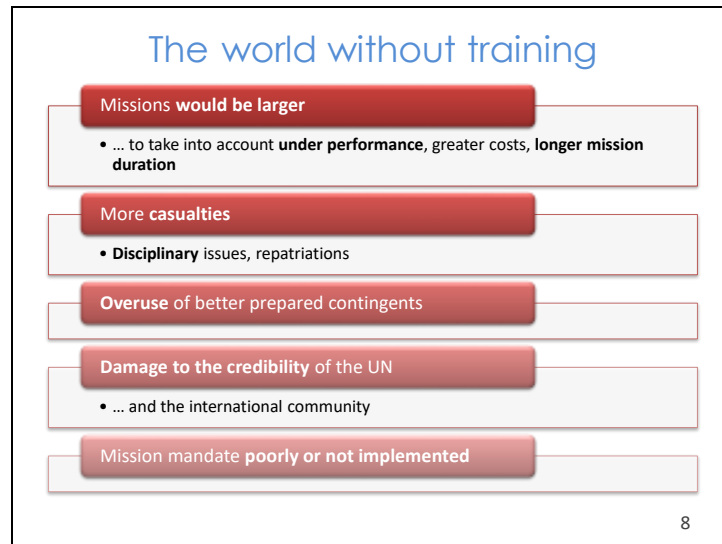 The world without training
Missions would be larger
• … to take into account under performance, greater costs, longer mission
duration
More casualties
• Disciplinary issues, repatriations
Overuse of better prepared contingents
Damage to the credibility of the UN
• … and the international community
Mission mandate poorly or not implemented
8